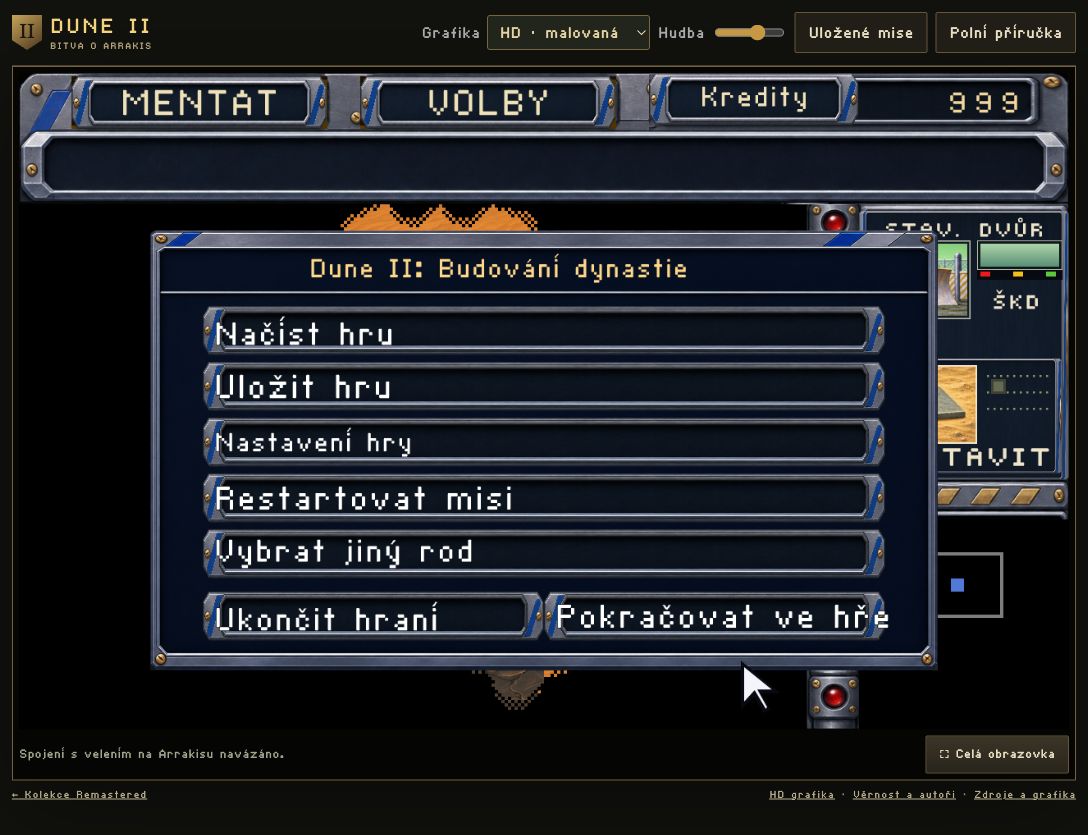 II DUNE II
BITVA O ARRAKIS
Grafika HD · malovaná Hudba Uložené mise Polní příručka
MENTAT VOLBY Kredity 999
STAV. DVŮR
Dune II: Budování dynastie
ŠKD
Načíst hru
Uložit hru
Nastavení hry
TAVIT
Restartovat misi
Vybrat jiný rod
Ukončit hraní Pokračovat ve hře
Spojení s velením na Arrakisu navázáno.
Celá obrazovka
← Kolekce Remastered
HD grafika · Věrnost a autoři · Zdroje a grafika